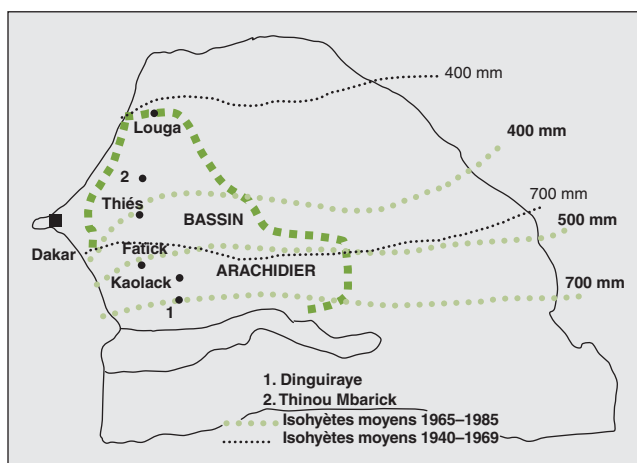 400 mm
Louga
400 mm
2
Thiés
700 mm
BASSIN
500 mm
Dakar
Fatick
ARACHIDIER
Kaolack
700 mm
1
1. Dinguiraye
2. Thinou Mbarick
Isohyètes moyens 1965–1985
Isohyètes moyens 1940–1969